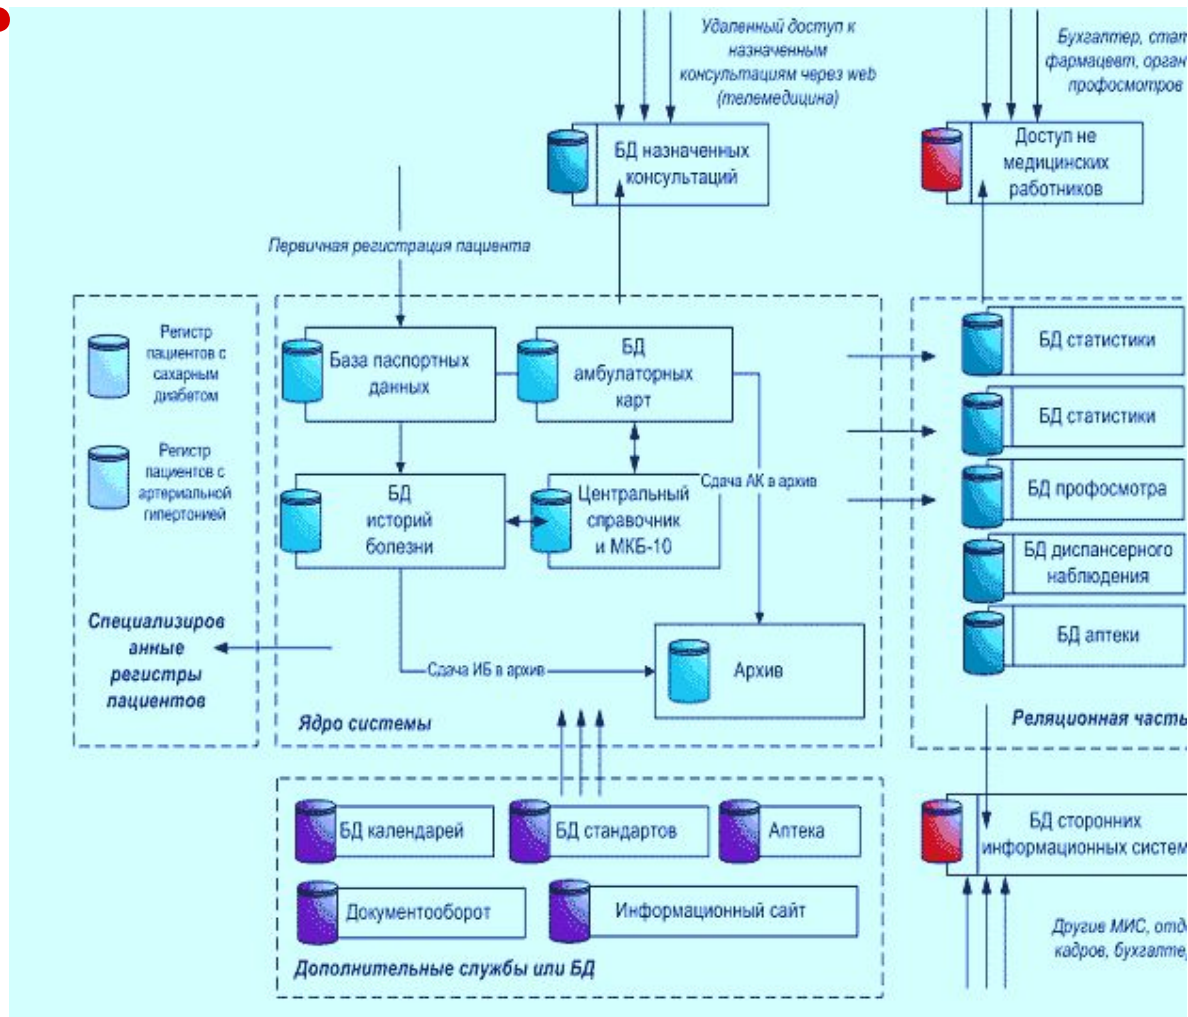 Удаленный доступ к
назначенным
консультациям через web
(телемедицина)
Бухгалтер, стат
фармацевт, орган
профосмотров
БД назначенных
консультаций
Доступ не
медицинских
работников
Первичная регистрация пациента
Регистр
пациентов с
сахарным
диабетом
Регистр
пациентов с
артериальной
гипертонией
Специализиров
анные
регистры
пациентов
База паспортных
данных
БД
амбулаторных
карт
БД
историй
болезни
Центральный
справочник
и МКБ-10
Сдача АК в архив
Сдача ИБ в архив
Архив
Ядро системы
БД статистики
БД статистики
БД профосмотра
БД диспансерного
наблюдения
БД аптеки
Реляционная часть
БД календарей
БД стандартов
Аптека
Документооборот
Информационный сайт
Дополнительные службы или БД
БД сторонних
информационных систем
Другие МИС, отд
кадров, бухгалте